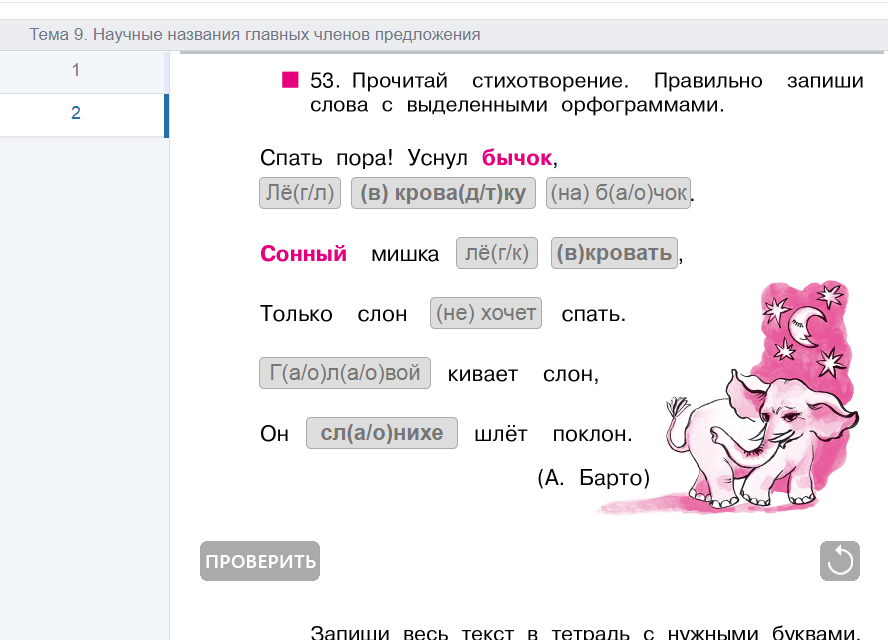 Тема 9. Научные названия главных членов предложения
1
2
53. Прочитай стихотворение. Правильно запиши
слова с выделенными орфограммами.
Спать пора! Уснул бычок,
Лё(г/л) (в) крова(д/т)ку (на) б(а/о)чок.
Сонный мишка лё(г/к) (в)кровать,
Только слон (не) хочет спать.
Г(а/о)л(а/о)вой кивает слон,
Он сл(а/о)нихе шлёт поклон.
(А. Барто)
ПРОВЕРИТЬ
Запиши весь текст в тетрадь с нужными буквами.